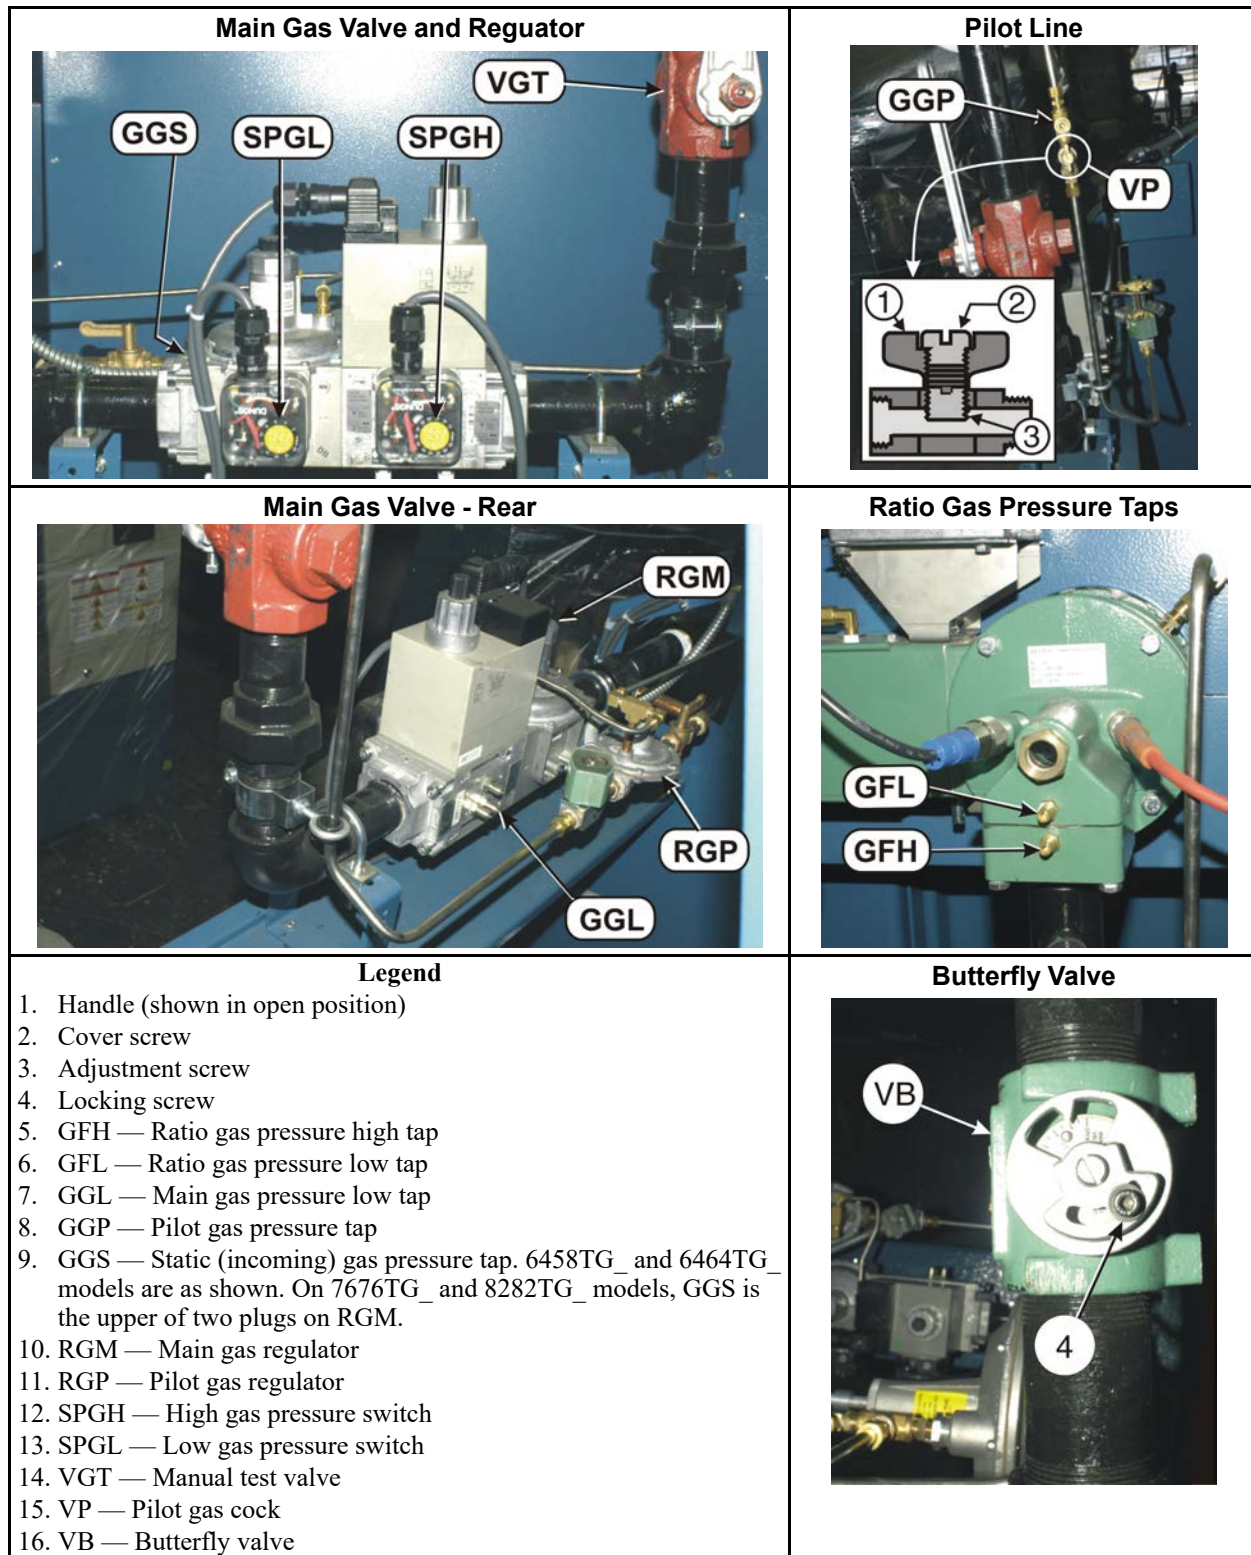 Main Gas Valve and Reguator
VGT
GGS
SPGL
SPGH
Pilot Line
GGP
VP
1
2
3
Main Gas Valve - Rear
RGM
RGP
GGL
Ratio Gas Pressure Taps
GFL
GFH
Legend
1. Handle (shown in open position)
2. Cover screw
3. Adjustment screw
4. Locking screw
5. GFH — Ratio gas pressure high tap
6. GFL — Ratio gas pressure low tap
7. GGL — Main gas pressure low tap
8. GGP — Pilot gas pressure tap
9. GGS — Static (incoming) gas pressure tap. 6458TG_ and 6464TG_
models are as shown. On 7676TG_ and 8282TG_ models, GGS is
the upper of two plugs on RGM.
10. RGM — Main gas regulator
11. RGP — Pilot gas regulator
12. SPGH — High gas pressure switch
13. SPGL — Low gas pressure switch
14. VGT — Manual test valve
15. VP — Pilot gas cock
16. VB — Butterfly valve
Butterfly Valve
VB
4